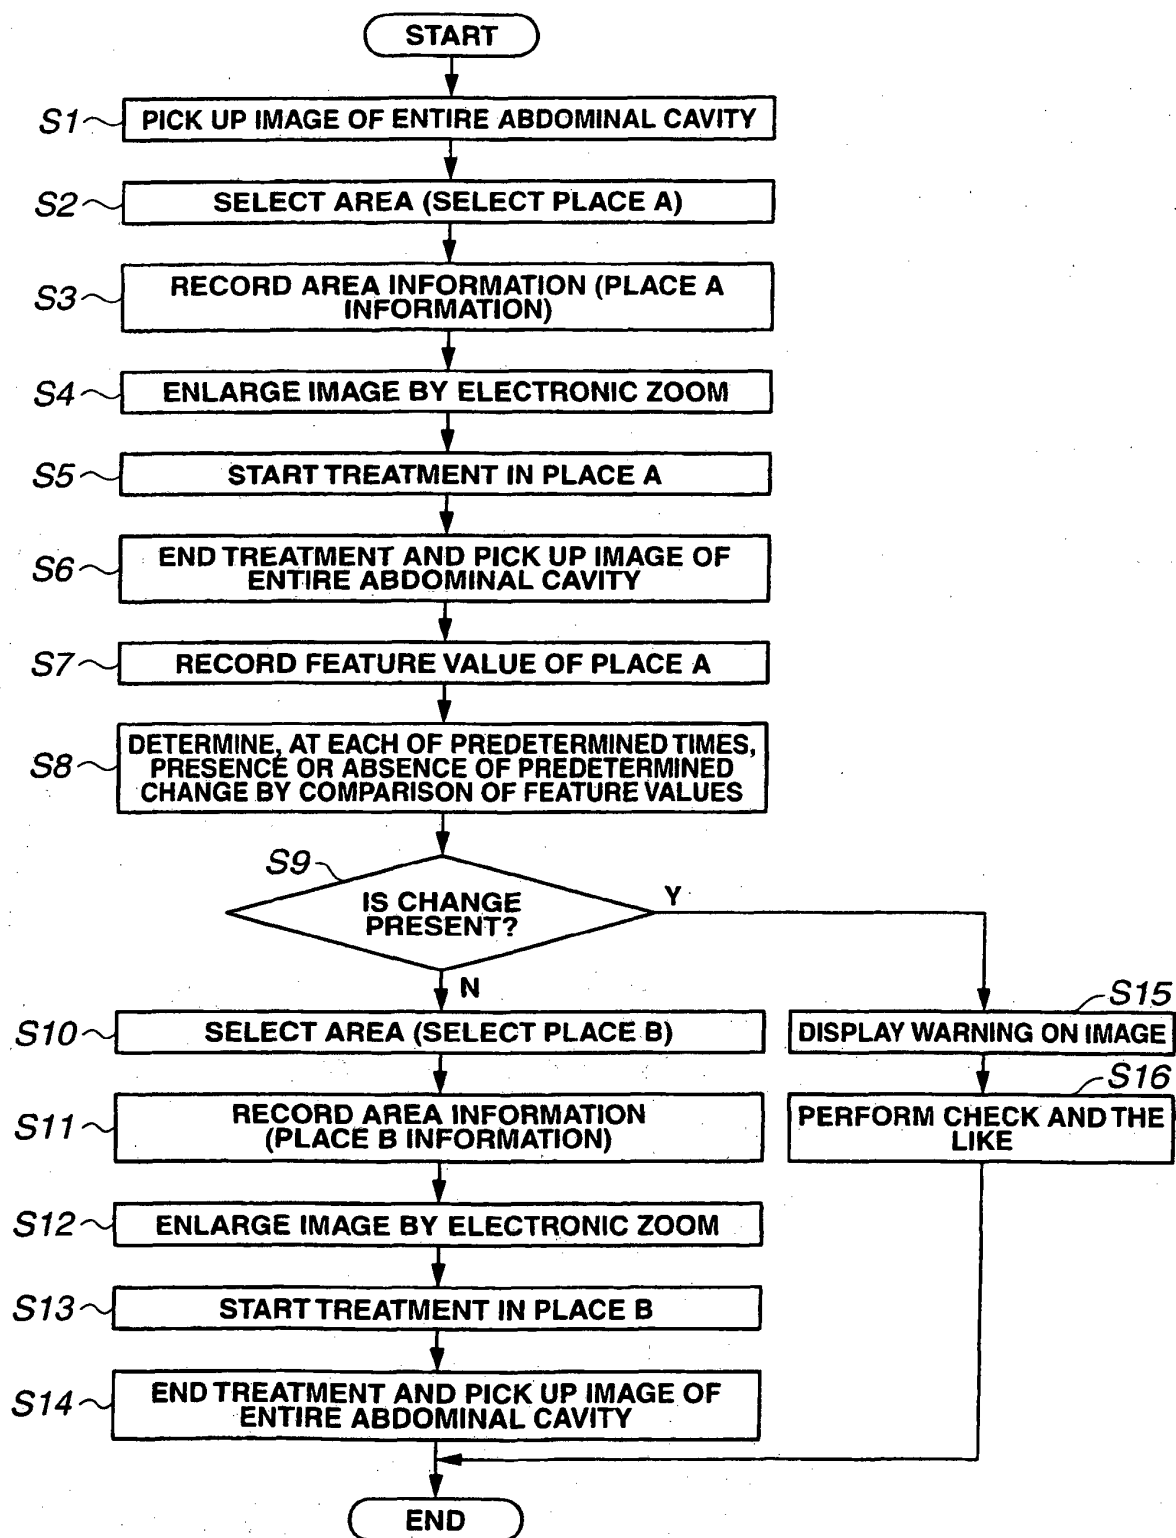 START
S1
PICK UP IMAGE OF ENTIRE ABDOMINAL CAVITY
S2
SELECT AREA (SELECT PLACE A)
S3
RECORD AREA INFORMATION (PLACE A
INFORMATION)
S4
ENLARGE IMAGE BY ELECTRONIC ZOOM
S5
START TREATMENT IN PLACE A
S6
END TREATMENT AND PICK UP IMAGE OF
ENTIRE ABDOMINAL CAVITY
S7
RECORD FEATURE VALUE OF PLACE A
S8
DETERMINE, AT EACH OF PREDETERMINED TIMES,
PRESENCE OR ABSENCE OF PREDETERMINED
CHANGE BY COMPARISON OF FEATURE VALUES
S9
IS CHANGE
PRESENT?
Y
N
S10
SELECT AREA (SELECT PLACE B)
S11
RECORD AREA INFORMATION
(PLACE B INFORMATION)
S12
ENLARGE IMAGE BY ELECTRONIC ZOOM
S13
START TREATMENT IN PLACE B
S14
END TREATMENT AND PICK UP IMAGE OF
ENTIRE ABDOMINAL CAVITY
S15
DISPLAY WARNING ON IMAGE
S16
PERFORM CHECK AND THE
LIKE
END